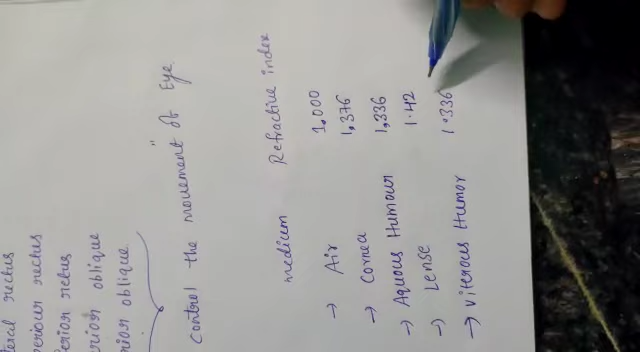 rectus
rectus
rectus
oblique
oblique
Control the movement of Eye
medium Refractive index
→ Air 1.000
→ Cornea 1,376
→ Aquous Humour 1,336
→ Lense 1.42
→ Viterous Humor 1.336